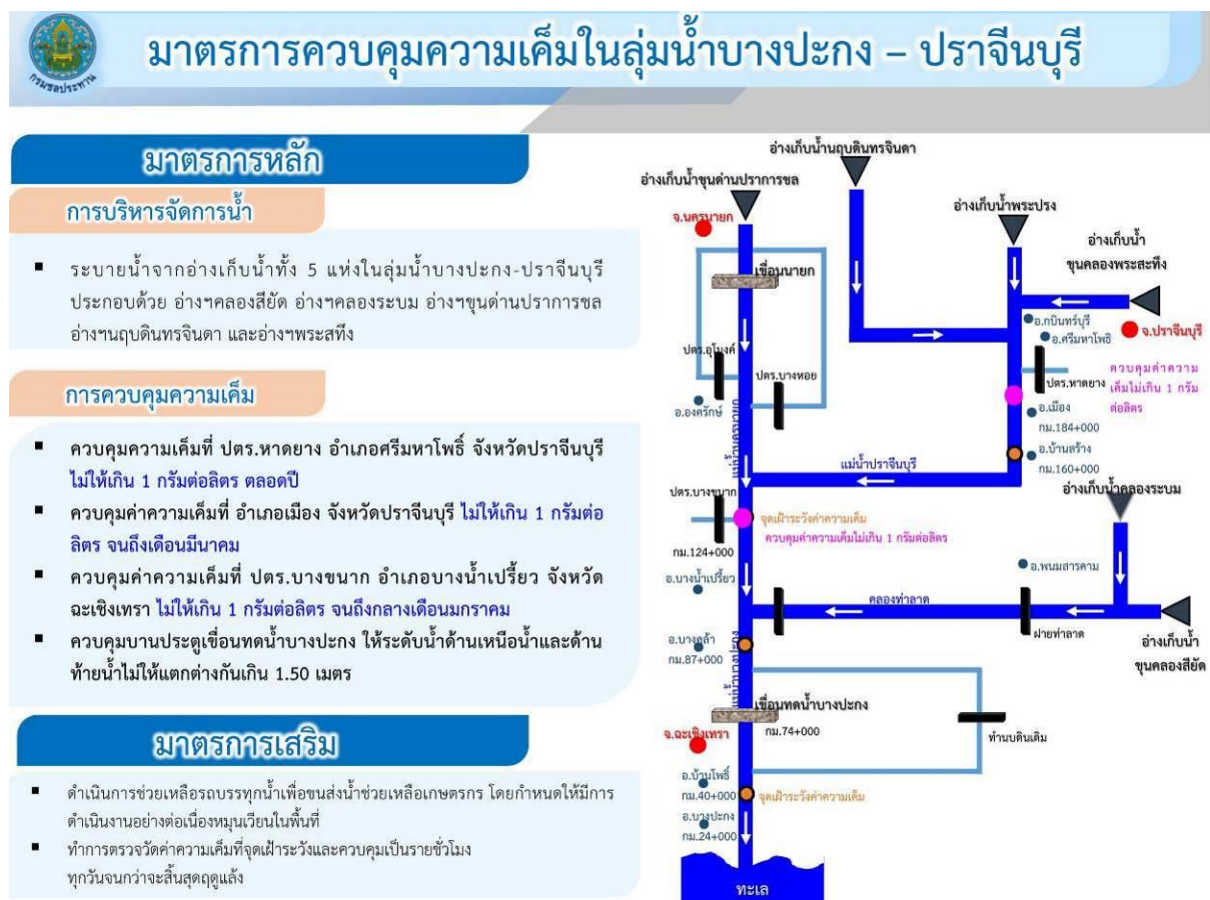 มาตรการควบคุมความเค็มในลุ่มน้ำบางปะกง – ปราจีนบุรี
กรมชลประทาน
มาตรการหลัก
การบริหารจัดการน้ำ
▪ ระบายน้ำจากอ่างเก็บน้ำทั้ง 5 แห่งในลุ่มน้ำบางปะกง-ปราจีนบุรี
ประกอบด้วย อ่างฯคลองสียัด อ่างฯคลองระบม อ่างฯขุนด่านปราการชล
อ่างฯนฤบดินทรจินดา และอ่างฯพระสทึง
การควบคุมความเค็ม
▪ ควบคุมความเค็มที่ ปตร.หาดยาง อำเภอศรีมหาโพธิ์ จังหวัดปราจีนบุรี
ไม่ให้เกิน 1 กรัมต่อลิตร ตลอดปี
▪ ควบคุมค่าความเค็มที่ อำเภอเมือง จังหวัดปราจีนบุรี ไม่ให้เกิน 1 กรัมต่อ
ลิตร จนถึงเดือนมีนาคม
▪ ควบคุมค่าความเค็มที่ ปตร.บางขนาก อำเภอบางน้ำเปรี้ยว จังหวัด
ฉะเชิงเทรา ไม่ให้เกิน 1 กรัมต่อลิตร จนถึงกลางเดือนมกราคม
▪ ควบคุมบานประตูเขื่อนทดน้ำบางปะกง ให้ระดับน้ำด้านเหนือน้ำและด้าน
ท้ายน้ำไม่ให้แตกต่างกันเกิน 1.50 เมตร
มาตรการเสริม
▪ ดำเนินการช่วยเหลือรถบรรทุกน้ำเพื่อขนส่งน้ำช่วยเหลือเกษตรกร โดยกำหนดให้มีการ
ดำเนินงานอย่างต่อเนื่องหมุนเวียนในพื้นที่
▪ ทำการตรวจวัดค่าความเค็มที่จุดเฝ้าระวังและควบคุมเป็นรายชั่วโมง
ทุกวันจนกว่าจะสิ้นสุดฤดูแล้ง
อ่างเก็บน้ำนฤบดินทรจินดา
อ่างเก็บน้ำขุนด่านปราการชล
อ่างเก็บน้ำพระปรง
จ.นครนายก
อ่างเก็บน้ำ
ขุนคลองพระสะทึง
เขื่อนนายก
อ.กบินทร์บุรี
อ.ศรีมหาโพธิ
จ.ปราจีนบุรี
ปตร.อุโมงค์
ปตร.บางหอย
ปตร.หาดยาง
ควบคุมค่าความ
เค็มไม่เกิน 1 กรัม
ต่อลิตร
อ.องครักษ์
อ.เมือง
กม.184+000
แม่น้ำนครนายก
อ.บ้านสร้าง
กม.160+000
แม่น้ำปราจีนบุรี
อ่างเก็บน้ำคลองระบม
ปตร.บางขนาก
จุดเฝ้าระวังค่าความเค็ม
ควบคุมค่าความเค็มไม่เกิน 1 กรัมต่อลิตร
กม.124+000
อ.บางน้ำเปรี้ยว
อ.พนมสารคาม
คลองท่าลาด
ฝายท่าลาด
อ่างเก็บน้ำ
ขุนคลองสียัด
อ.บางคล้า
กม.87+000
แม่น้ำบางปะกง
เขื่อนทดน้ำบางปะกง
กม.74+000
ทำนบดินเดิม
จ.ฉะเชิงเทรา
อ.บ้านโพธิ์
กม.40+000
จุดเฝ้าระวังค่าความเค็ม
อ.บางปะกง
กม.24+000
ทะเล